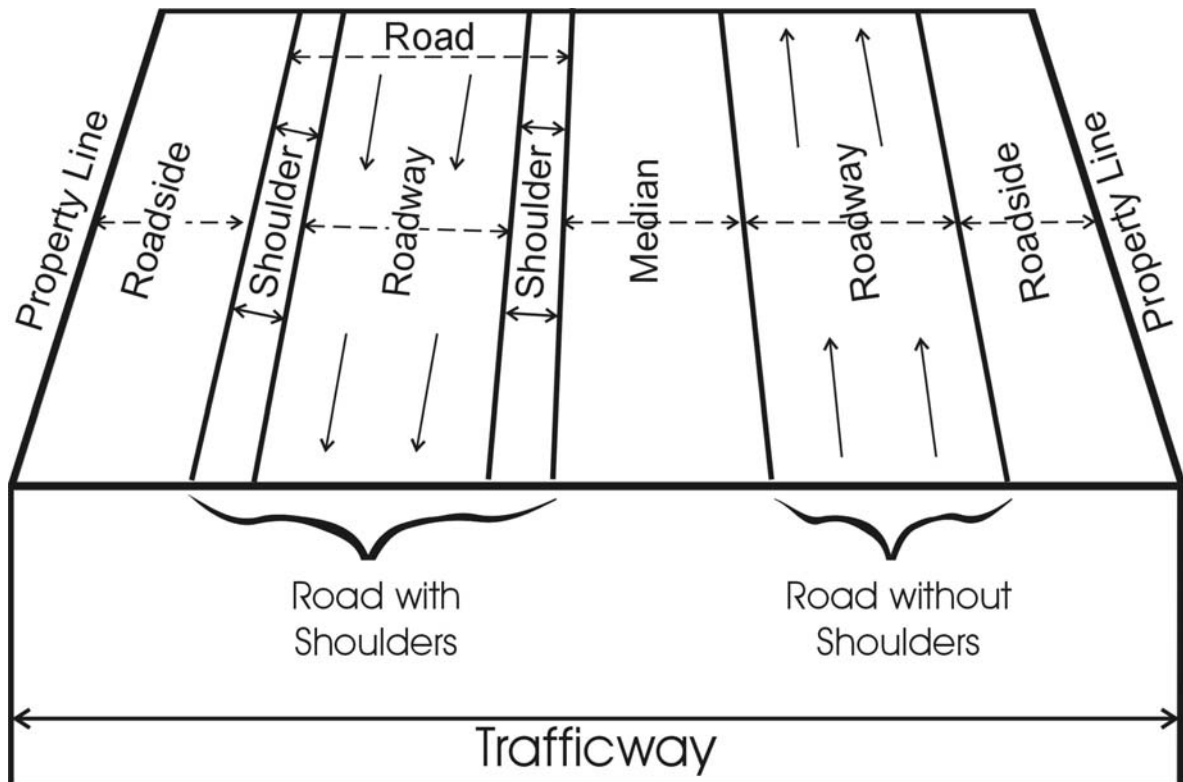 Road
Property Line
Roadside
Shoulder
Roadway
Shoulder
Median
Roadway
Roadside
Property Line
Road with
Shoulders
Road without
Shoulders
Trafficway